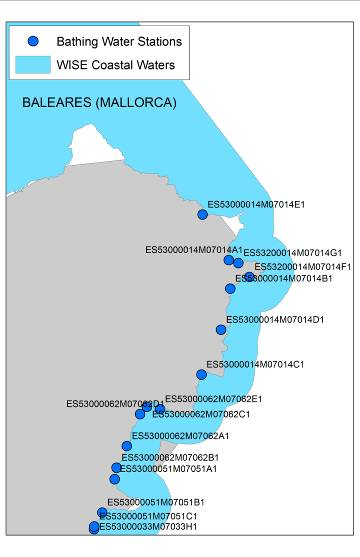 Bathing Water Stations
WISE Coastal Waters
BALEARES (MALLORCA)
ES53000014M07014E1
ES53000014M07014A1
ES53200014M07014G1
ES53200014M07014F1
ES53000014M07014B1
ES53000014M07014D1
ES53000014M07014C1
ES53000062M07062E1
ES53000062M07062D1
ES53000062M07062C1
ES53000062M07062A1
ES53000062M07062B1
ES53000051M07051A1
ES53000051M07051B1
ES53000051M07051C1
ES53000033M07033H1